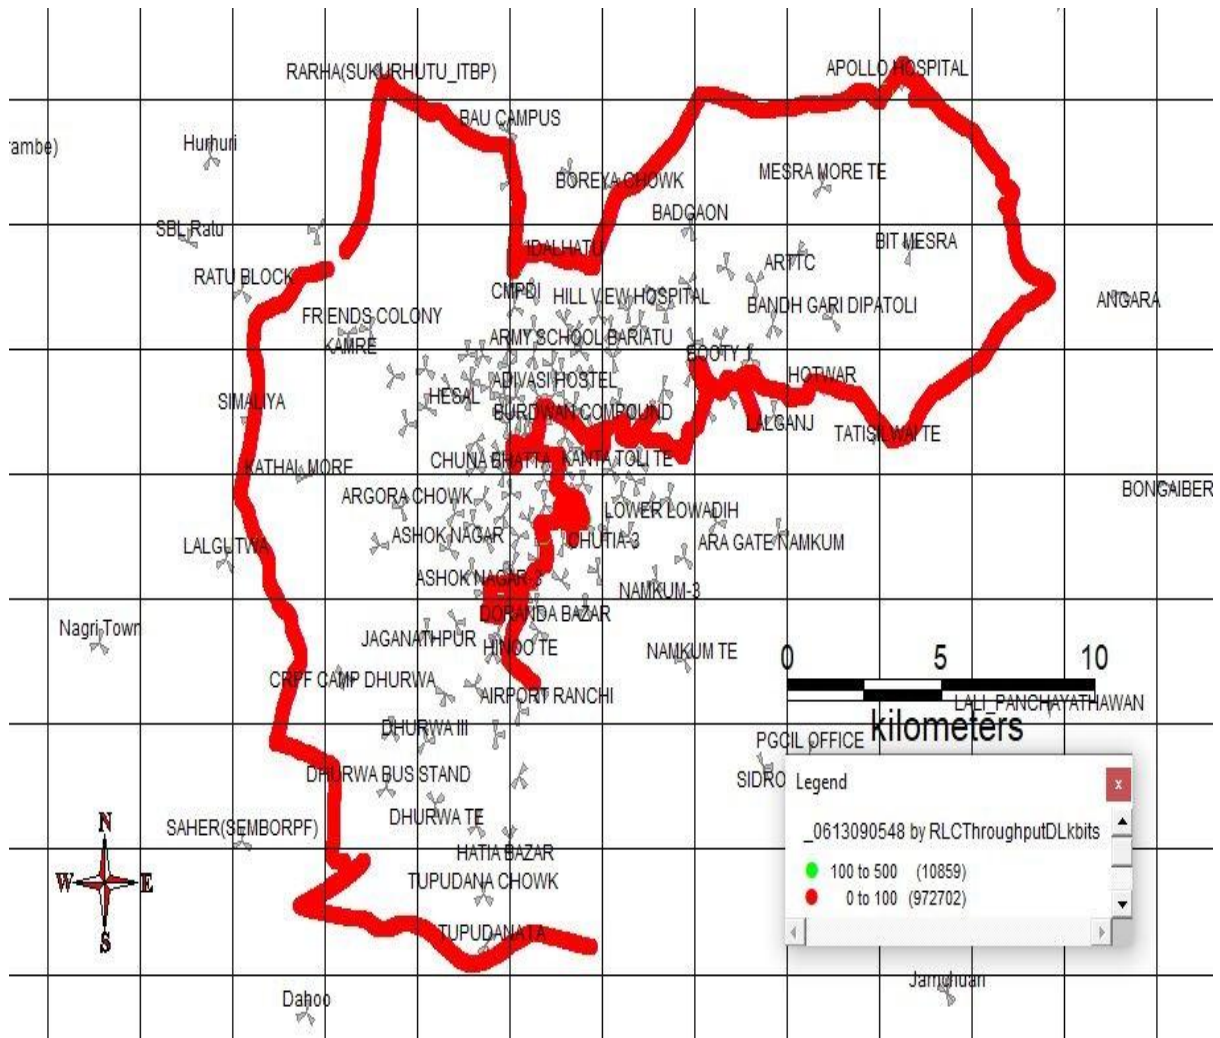 RARHA(SUKURHUTU_ITBP)
APOLLO HOSPITAL
BAU CAMPUS
Hurhuri
rambe)
MESRA MORE TE
BOREYA CHOWK
BADGAON
SBL Ratu
BIT MESRA
IDALHATU
ARTTC
RATU BLOCK
CMPDI
HILL VIEW HOSPITAL
BANDH GARI DIPATOLI
ANGARA
FRIENDS COLONY
ARMY SCHOOL BARIATU
KAMRE
BOOTY 1
HOTWAR
ADIVASI HOSTEL
HESAL
SIMALIYA
BURDWAN COMPOUND
LALGANJ
TATISILWAI TE
CHUNA BHATTA
KANTA TOLI TE
KATHAL MORE
BONGAIBER
ARGORA CHOWK
LOWER LOWADIH
ASHOK NAGAR
CHUTIA-3
ARA GATE NAMKUM
LALGUTWA
ASHOK NAGAR-3
NAMKUM-3
DORANDA BAZAR
Nagri Town
JAGANATHPUR
HINOO TE
NAMKUM TE
0 5 10
CRPF CAMP DHURWA
AIRPORT RANCHI
LALI_PANCHAYATHAWAN
kilometers
DHURWA III
PGCIL OFFICE
DHURWA BUS STAND
SIDRO
Legend
x
DHURWA TE
SAHER(SEMBORPF)
_0613090548 by RLCThroughputDLkbits
N
HATIA BAZAR
100 to 500 (10859)
W E
TUPUDANA CHOWK
0 to 100 (972702)
S
TUPUDANATA
Jamchuari
Dahoo